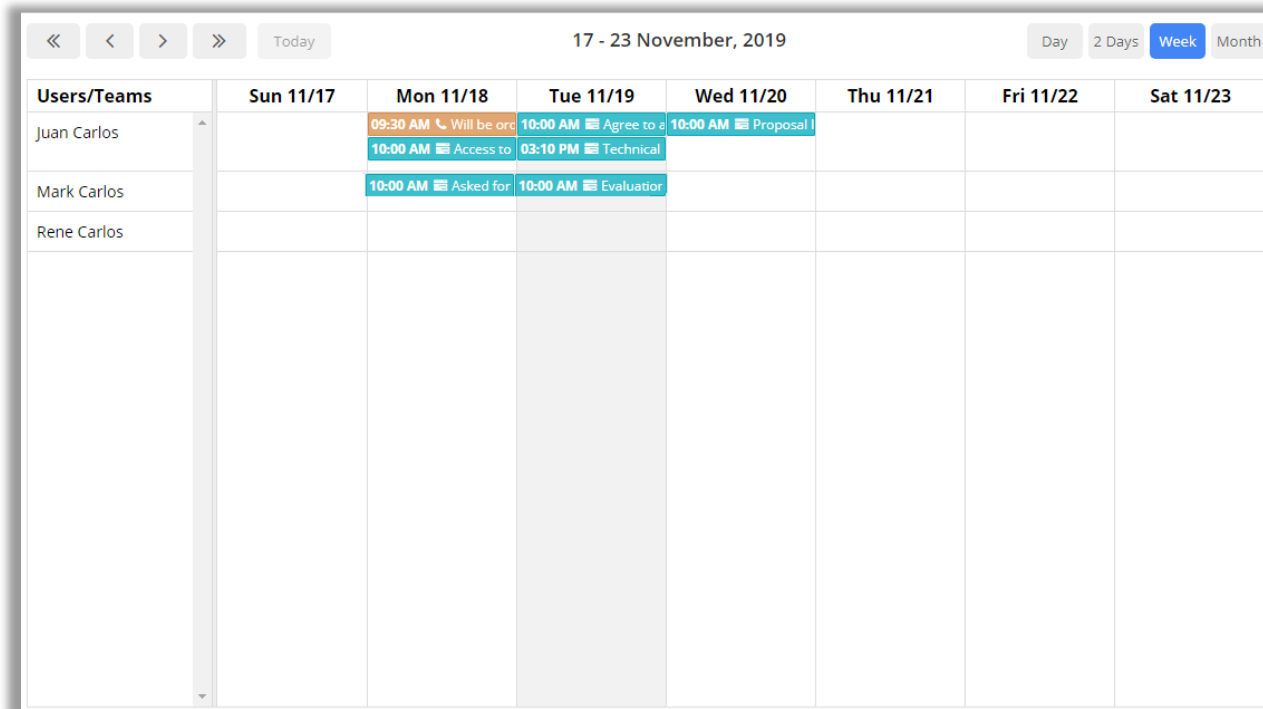 Today 17 - 23 November, 2019 Day 2 Days Week Month
Users/Teams Sun 11/17 Mon 11/18 Tue 11/19 Wed 11/20 Thu 11/21 Fri 11/22 Sat 11/23
Juan Carlos
09:30 AM Will be orc 10:00 AM Agree to a 10:00 AM Proposal
10:00 AM Access to 03:10 PM Technical
Mark Carlos 10:00 AM Asked for 10:00 AM Evaluation
Rene Carlos